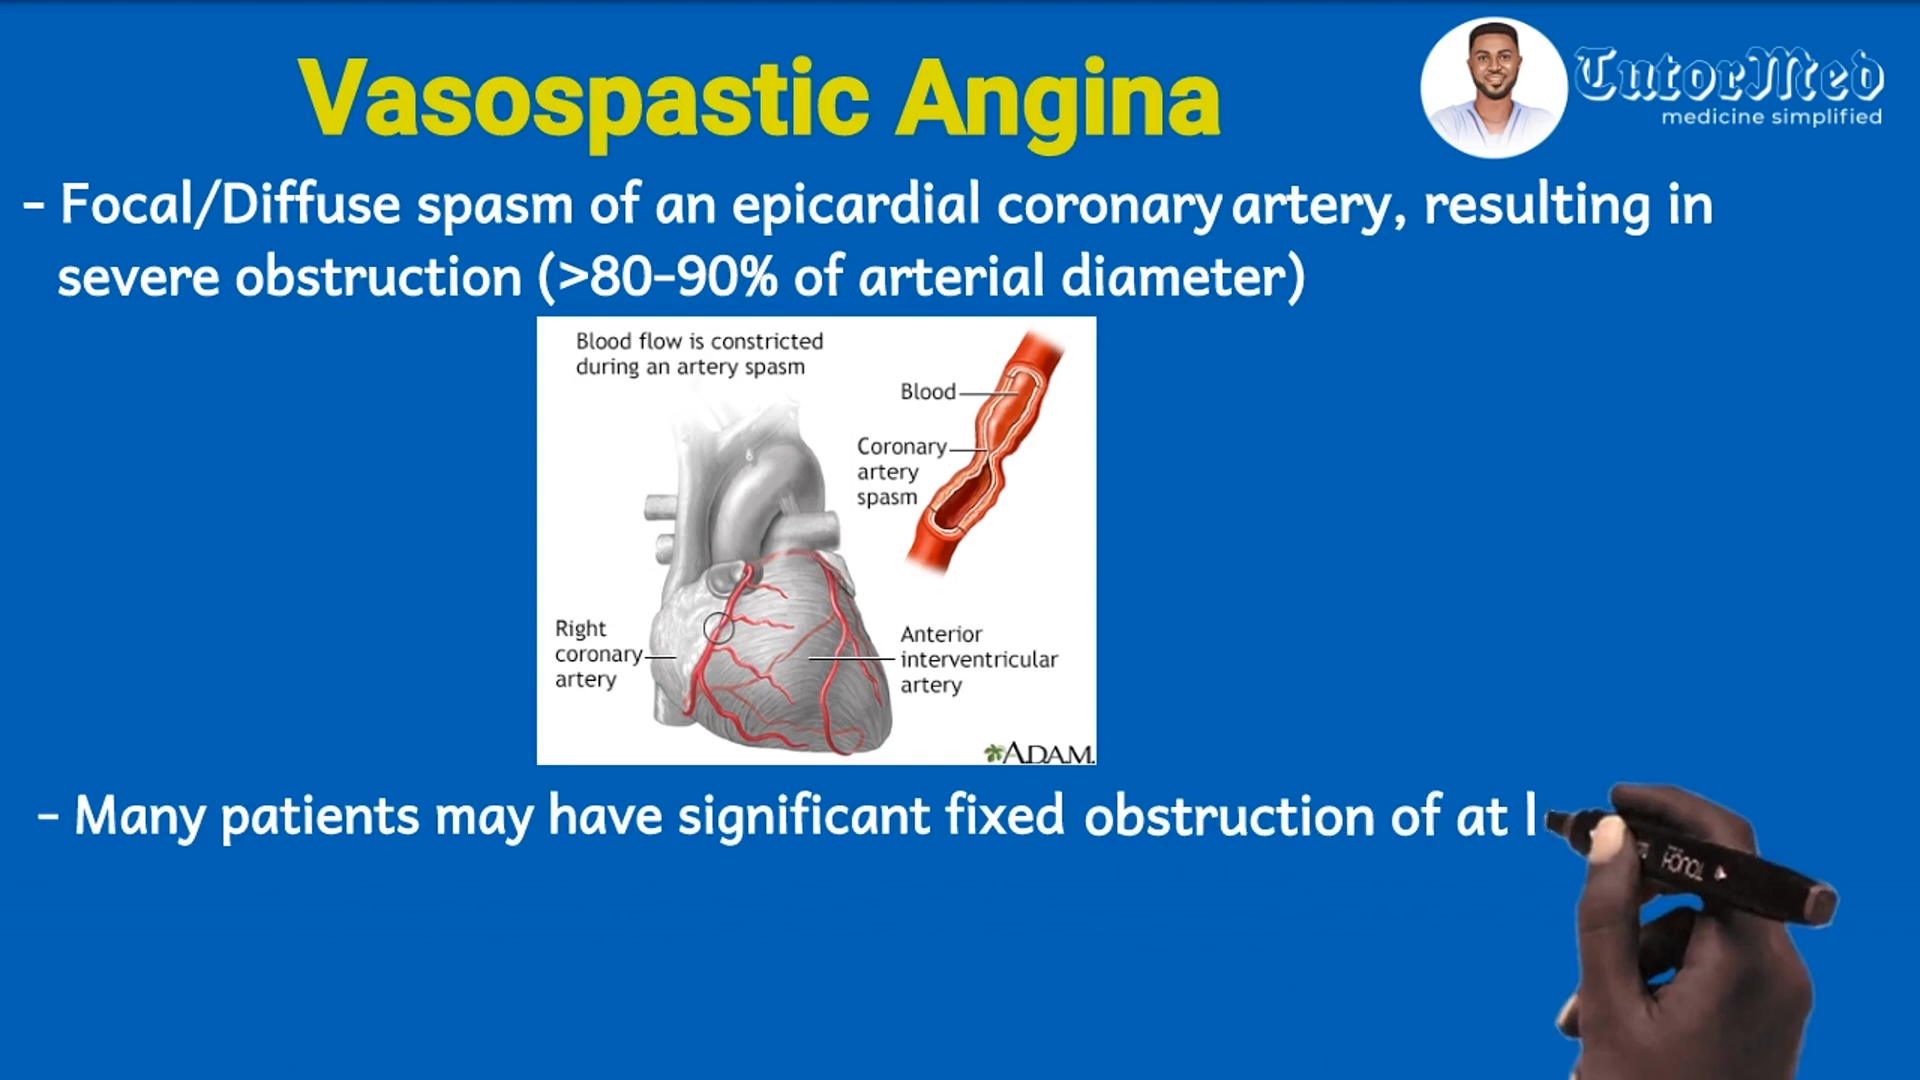 Vasospastic Angina
TutorMed
medicine simplified
- Focal/Diffuse spasm of an epicardial coronary artery, resulting in
severe obstruction (>80-90% of arterial diameter)
Blood flow is constricted
during an artery spasm
Blood
Coronary
artery
spasm
Right
coronary
artery
Anterior
interventricular
artery
ADAM.
- Many patients may have significant fixed obstruction of at l
TOUCH